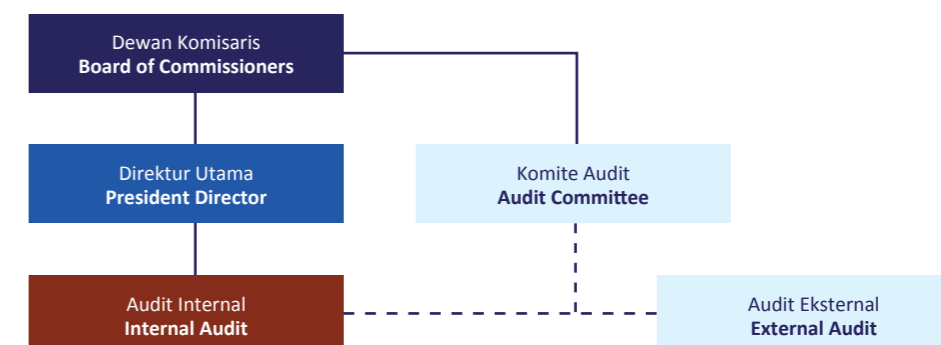 Dewan Komisaris
Board of Commissioners
Direktur Utama
President Director
Komite Audit
Audit Committee
Audit Internal
Internal Audit
Audit Eksternal
External Audit